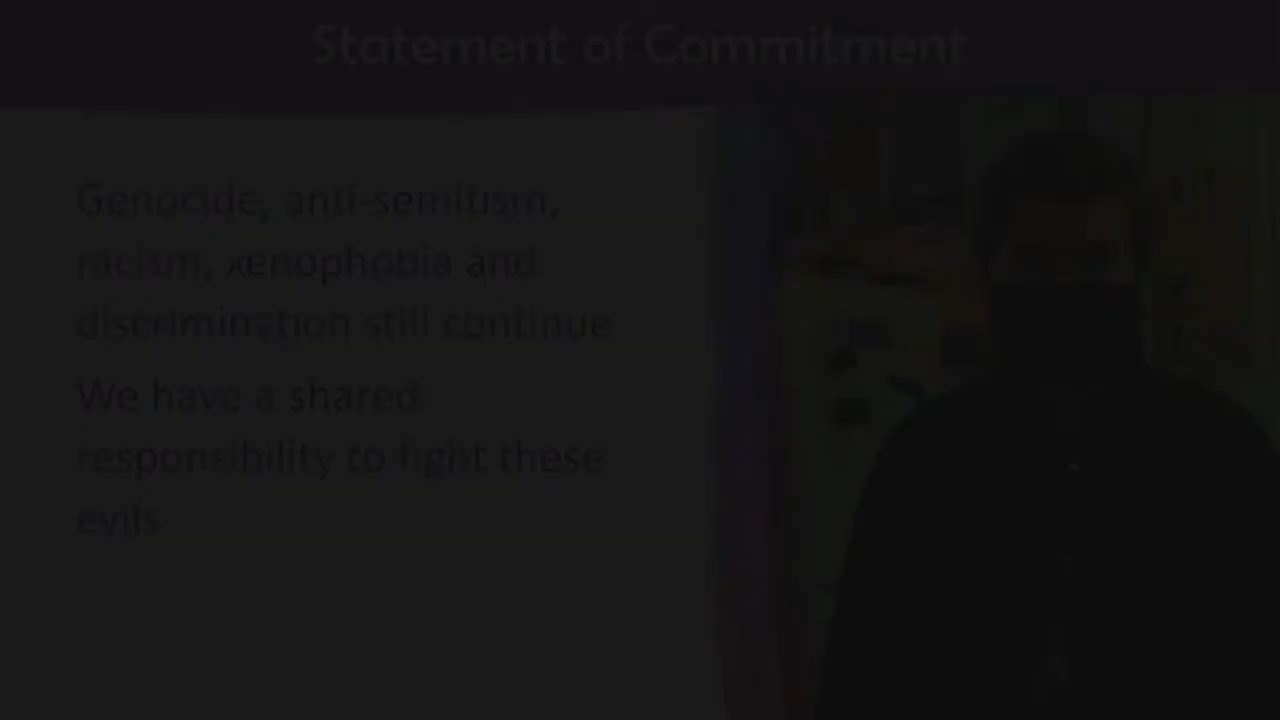 Statement of Commitment
Genocide, anti-semitism,
racism, xenophobia and
discrimination still continue
We have a shared
responsibility to fight these
evils